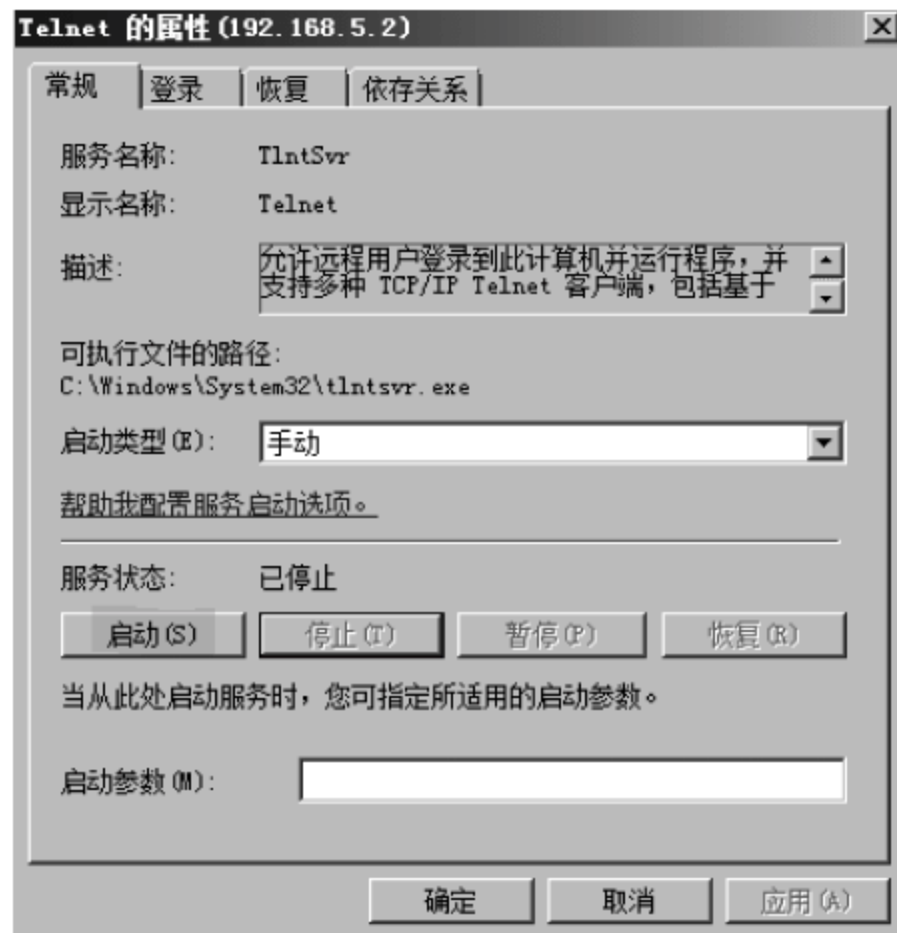 Telnet 的属性(192.168.5.2)
常规 登录 恢复 依存关系
服务名称: TlntSvr
显示名称: Telnet
描述: 允许远程用户登录到此计算机并运行程序，并
支持多种 TCP/IP Telnet 客户端，包括基于
可执行文件的路径:
C:\Windows\System32\tlntsvr.exe
启动类型(E): 手动
帮助我配置服务启动选项。
服务状态: 已停止
启动(S) 停止(T) 暂停(P) 恢复(R)
当从此处启动服务时，您可指定所适用的启动参数。
启动参数(M):
确定 取消 应用(A)